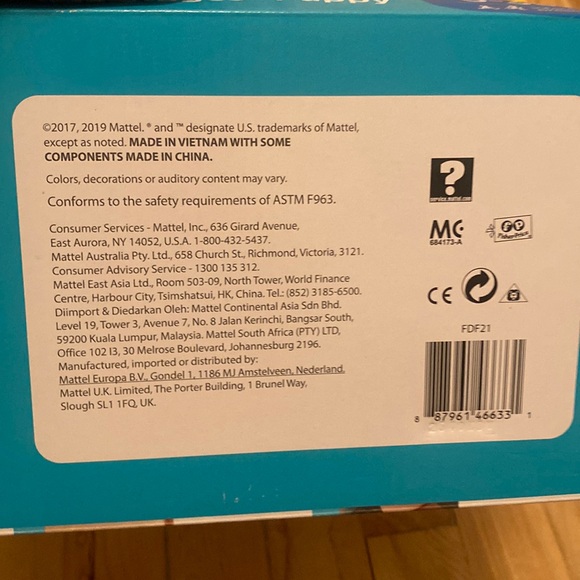 ©2017, 2019 Mattel. ® and ™ designate U.S. trademarks of Mattel,
except as noted. MADE IN VIETNAM WITH SOME
COMPONENTS MADE IN CHINA.
Colors, decorations or auditory content may vary.
Conforms to the safety requirements of ASTM F963.
Consumer Services - Mattel, Inc., 636 Girard Avenue,
East Aurora, NY 14052, U.S.A. 1-800-432-5437.
Mattel Australia Pty. Ltd., 658 Church St., Richmond, Victoria, 3121.
Consumer Advisory Service - 1300 135 312.
Mattel East Asia Ltd., Room 503-09, North Tower, World Finance
Centre, Harbour City, Tsimshatsui, HK, China. Tel.: (852) 3185-6500.
Diimport & Diedarkan Oleh: Mattel Continental Asia Sdn Bhd.
Level 19, Tower 3, Avenue 7, No. 8 Jalan Kerinchi, Bangsar South,
59200 Kuala Lumpur, Malaysia. Mattel South Africa (PTY) LTD,
Office 102 I3, 30 Melrose Boulevard, Johannesburg 2196.
Manufactured, imported or distributed by:
Mattel Europa B.V., Gondel 1, 1186 MJ Amstelveen, Nederland.
Mattel U.K. Limited, The Porter Building, 1 Brunel Way,
Slough SL1 1FQ, UK.
?
service.mattel.com
MC
684173-A
Fisher-Price
CE
FDF21
8 87961 46633 1